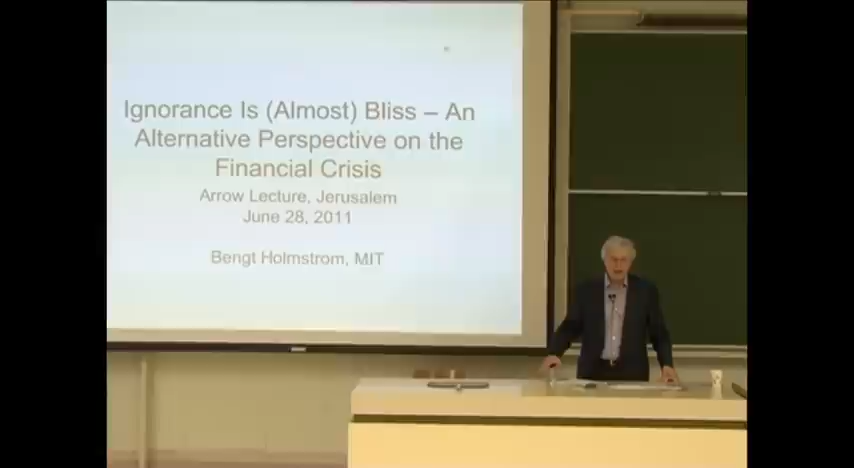 Ignorance Is (Almost) Bliss – An
Alternative Perspective on the
Financial Crisis
Arrow Lecture, Jerusalem
June 28, 2011
Bengt Holmstrom, MIT